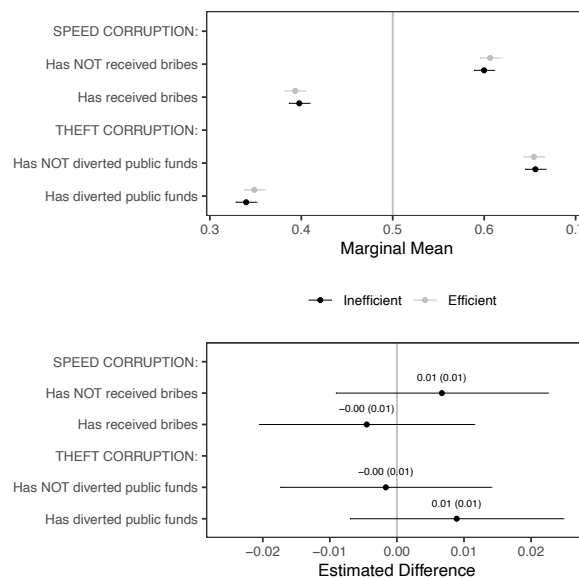 SPEED CORRUPTION:
Has NOT received bribes
Has received bribes
THEFT CORRUPTION:
Has NOT diverted public funds
Has diverted public funds
0.3 0.4 0.5 0.6 0.7
Marginal Mean
Inefficient Efficient
SPEED CORRUPTION:
0.01 (0.01)
Has NOT received bribes
−0.00 (0.01)
Has received bribes
THEFT CORRUPTION:
−0.00 (0.01)
Has NOT diverted public funds
0.01 (0.01)
Has diverted public funds
−0.02 −0.01 0.00 0.01 0.02
Estimated Difference